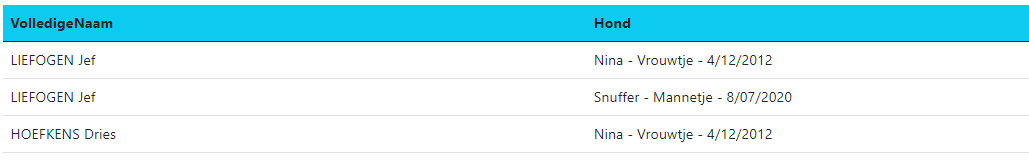 VolledigeNaam Hond
LIEFOGEN Jef Nina - Vrouwtje - 4/12/2012
LIEFOGEN Jef Snuffer - Mannetje - 8/07/2020
HOEFKENS Dries Nina - Vrouwtje - 4/12/2012